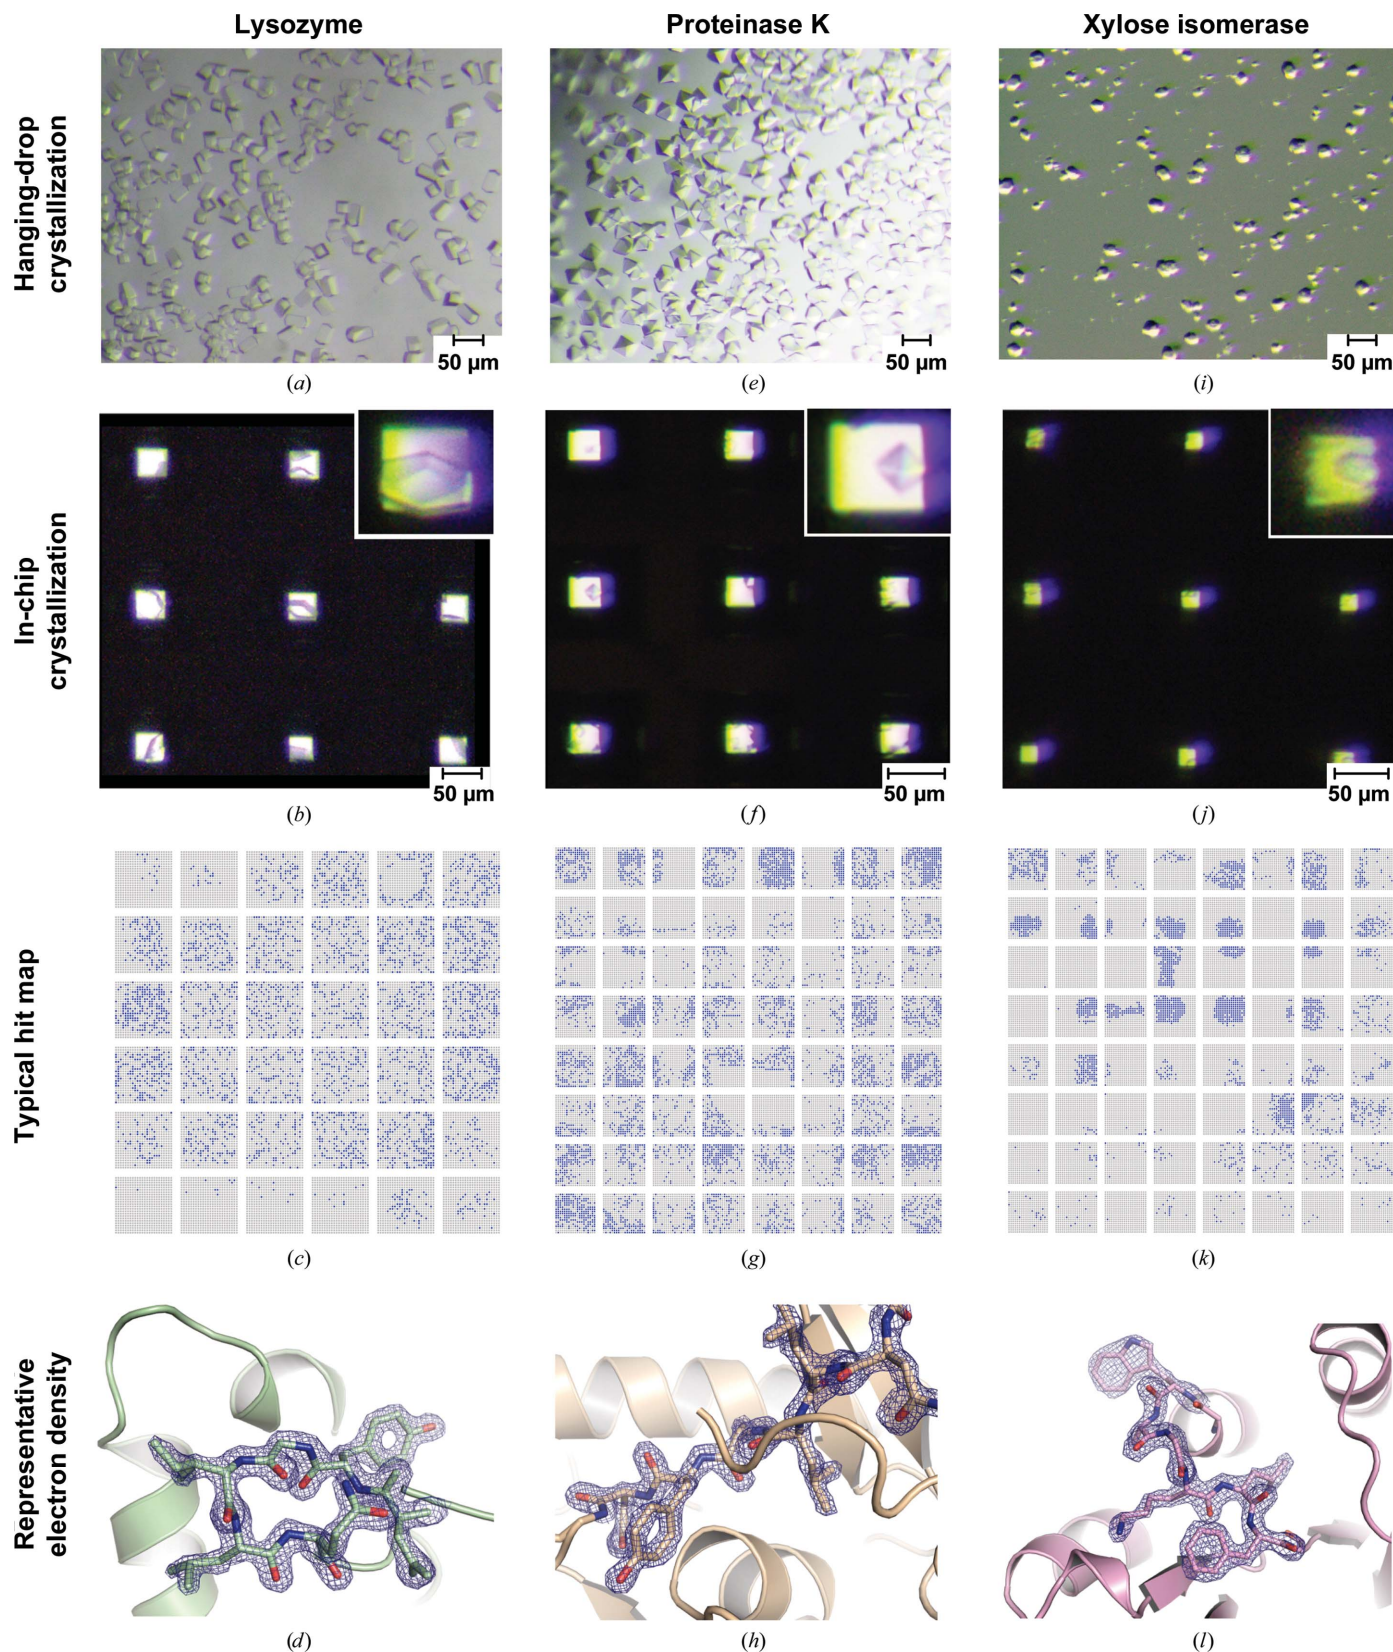 Lysozyme
Proteinase K
Xylose isomerase
Hanging-drop
crystallization
50 µm
50 µm
50 µm
(a)
(e)
(i)
In-chip
crystallization
50 µm
50 µm
50 µm
(b)
(f)
(j)
Typical hit map
(c)
(g)
(k)
Representative
electron density
(d)
(h)
(l)